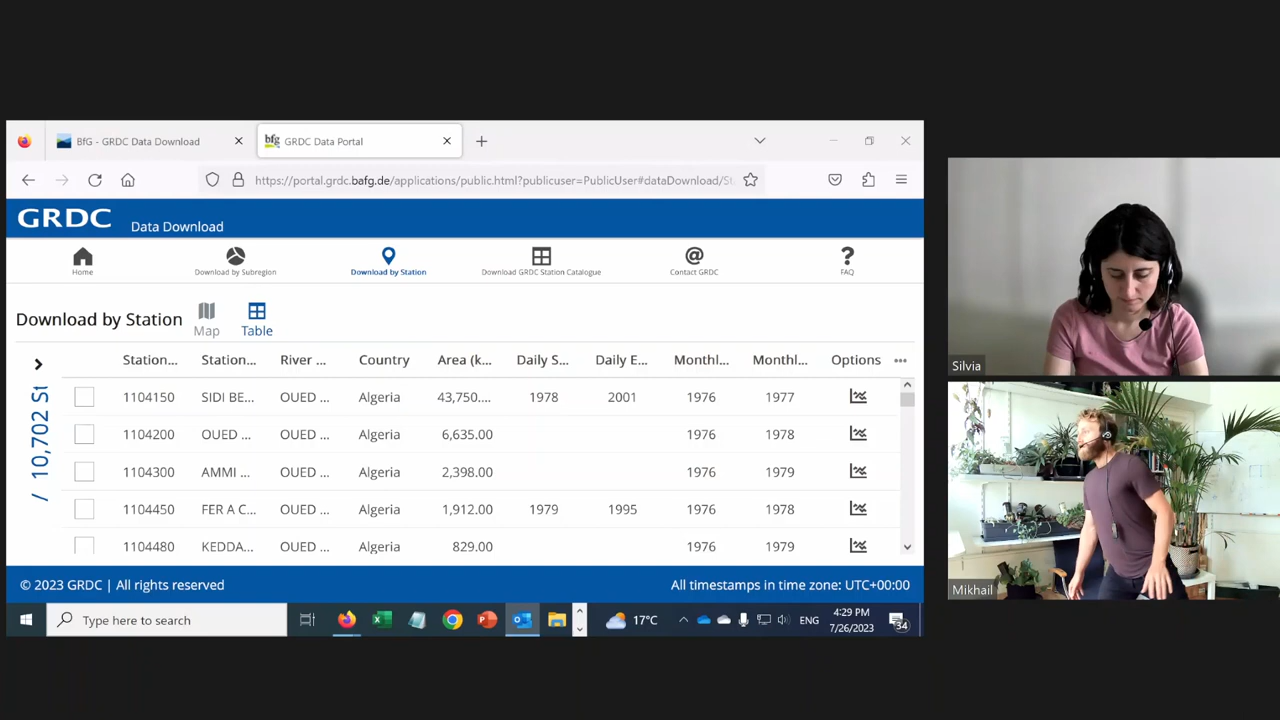 BfG - GRDC Data Download
bfg GRDC Data Portal
https://portal.grdc.bafg.de/applications/public.html?publicuser=PublicUser#dataDownload/St
GRDC Data Download
Home Download by Subregion Download by Station Download GRDC Station Catalogue Contact GRDC FAQ
Download by Station Map Table
/ 10,702 St
Station... Station... River ... Country Area (k... Daily S... Daily E... Monthl... Monthl... Options
1104150 SIDI BE... OUED ... Algeria 43,750.... 1978 2001 1976 1977
1104200 OUED ... OUED ... Algeria 6,635.00 1976 1978
1104300 AMMI ... OUED ... Algeria 2,398.00 1976 1979
1104450 FER A C... OUED ... Algeria 1,912.00 1979 1995 1976 1978
1104480 KEDDA... OUED ... Algeria 829.00 1976 1979
© 2023 GRDC | All rights reserved All timestamps in time zone: UTC+00:00
Type here to search 17°C ENG 4:29 PM
7/26/2023 34
Silvia
Mikhail